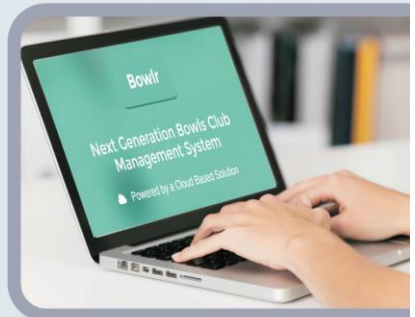 Bowlr
Next Generation Bowls Club
Management System
Powered by a Cloud Based Solution